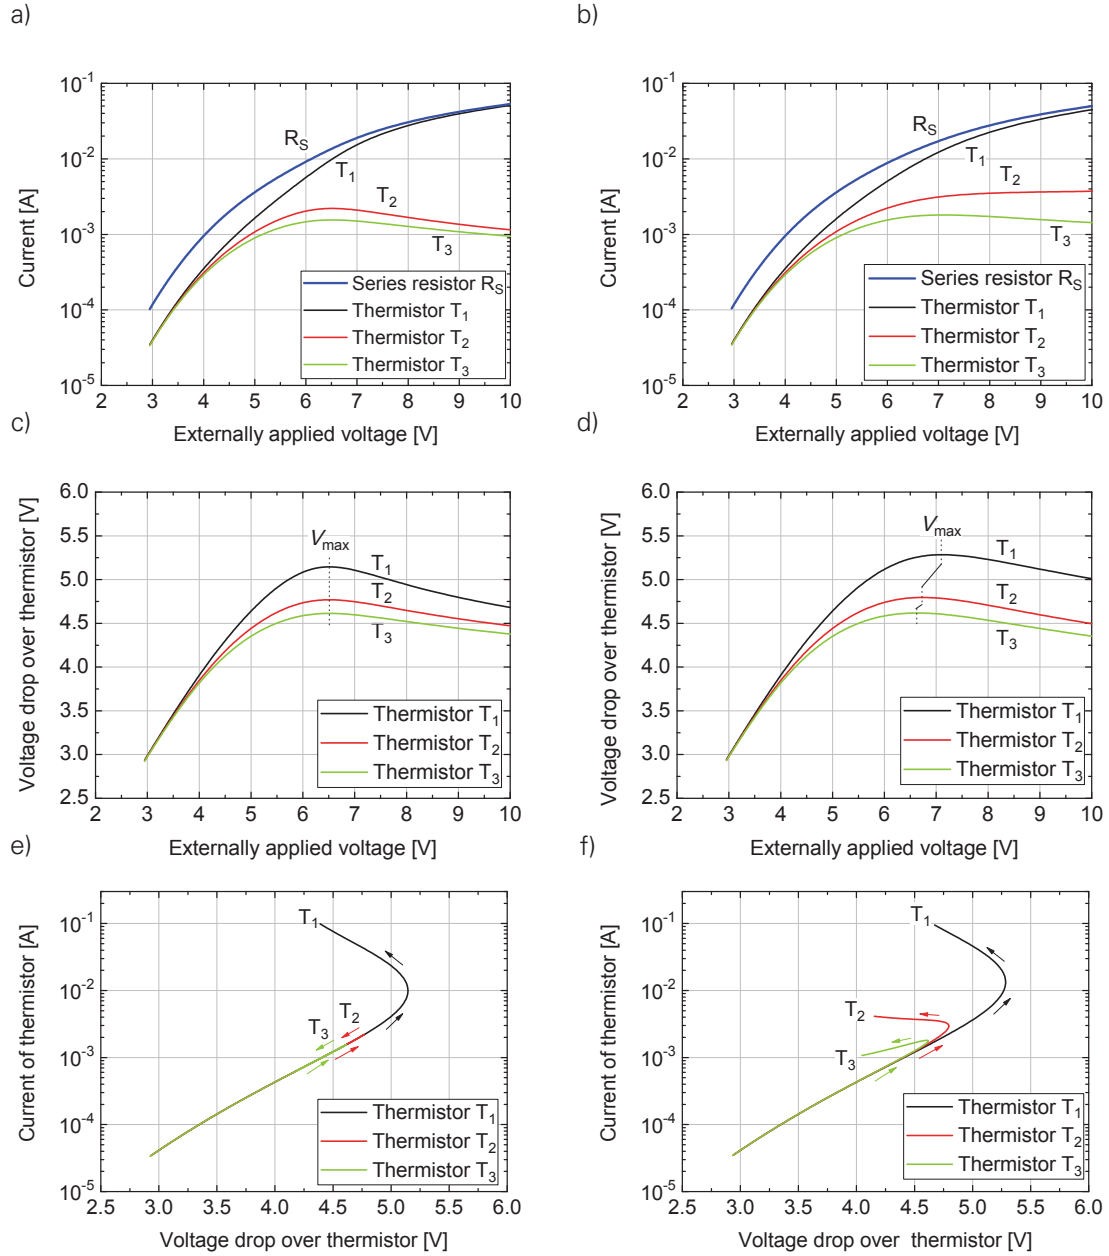 a)
10^-1
10^-2
10^-3
10^-4
10^-5
Current [A]
R_S
T_1
T_2
T_3
Series resistor R_S
Thermistor T_1
Thermistor T_2
Thermistor T_3
2 3 4 5 6 7 8 9 10
Externally applied voltage [V]
b)
10^-1
10^-2
10^-3
10^-4
10^-5
Current [A]
R_S
T_1
T_2
T_3
Series resistor R_S
Thermistor T_1
Thermistor T_2
Thermistor T_3
2 3 4 5 6 7 8 9 10
Externally applied voltage [V]
c)
6.0
5.5
5.0
4.5
4.0
3.5
3.0
2.5
Voltage drop over thermistor [V]
V_max
T_1
T_2
T_3
Thermistor T_1
Thermistor T_2
Thermistor T_3
2 3 4 5 6 7 8 9 10
Externally applied voltage [V]
d)
6.0
5.5
5.0
4.5
4.0
3.5
3.0
2.5
Voltage drop over thermistor [V]
V_max
T_1
T_2
T_3
Thermistor T_1
Thermistor T_2
Thermistor T_3
2 3 4 5 6 7 8 9 10
Externally applied voltage [V]
e)
10^-1
10^-2
10^-3
10^-4
10^-5
Current of thermistor [A]
T_1
T_2
T_3
Thermistor T_1
Thermistor T_2
Thermistor T_3
2.5 3.0 3.5 4.0 4.5 5.0 5.5 6.0
Voltage drop over thermistor [V]
f)
10^-1
10^-2
10^-3
10^-4
10^-5
Current of thermistor [A]
T_1
T_2
T_3
Thermistor T_1
Thermistor T_2
Thermistor T_3
2.5 3.0 3.5 4.0 4.5 5.0 5.5 6.0
Voltage drop over thermistor [V]